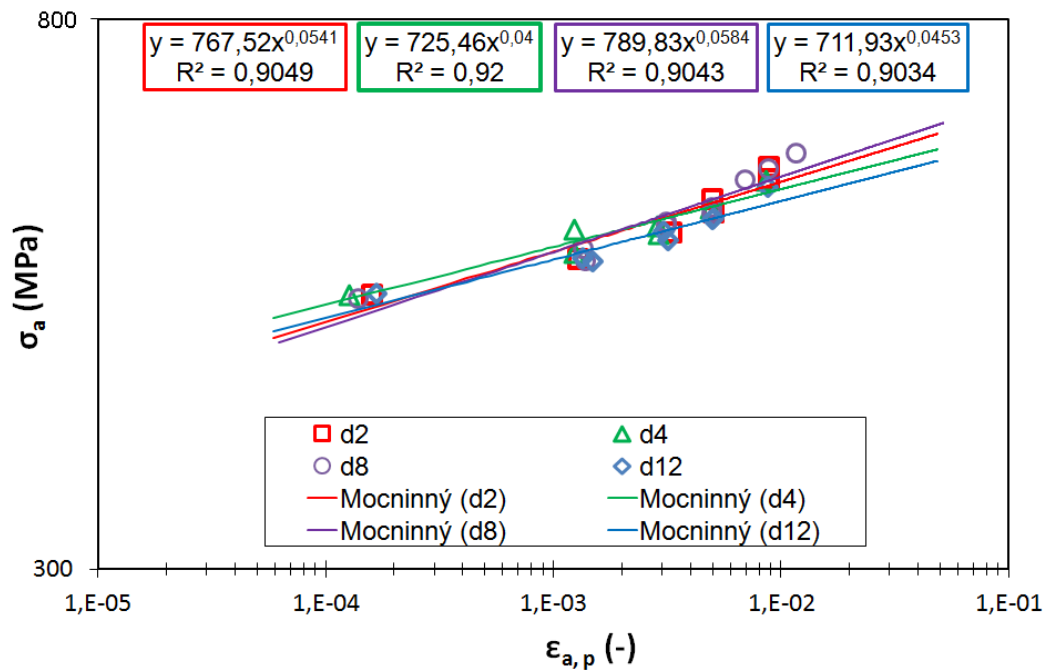 800
y = 767,52x^0,0541
R² = 0,9049
y = 725,46x^0,04
R² = 0,92
y = 789,83x^0,0584
R² = 0,9043
y = 711,93x^0,0453
R² = 0,9034
σa (MPa)
d2
d4
d8
d12
Mocninný (d2)
Mocninný (d4)
Mocninný (d8)
Mocninný (d12)
300
1,E-05
1,E-04
1,E-03
1,E-02
1,E-01
εa, p (-)